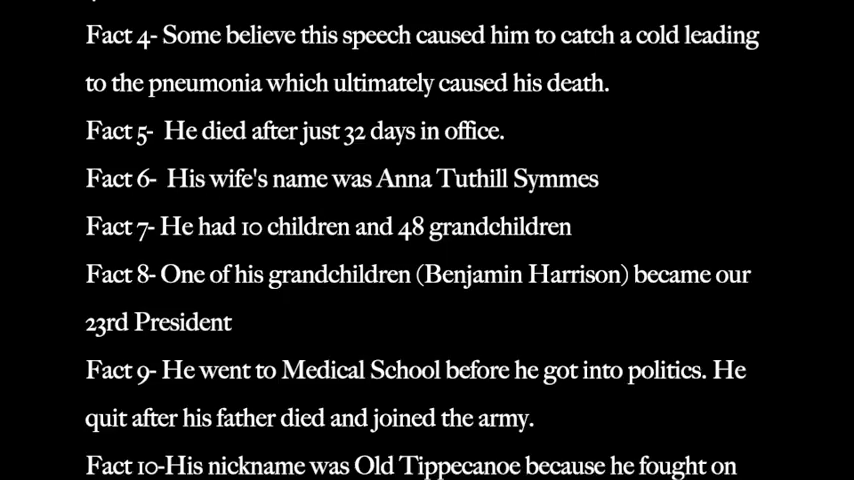 Fact 4- Some believe this speech caused him to catch a cold leading
to the pneumonia which ultimately caused his death.
Fact 5-  He died after just 32 days in office.
Fact 6-  His wife's name was Anna Tuthill Symmes
Fact 7- He had 10 children and 48 grandchildren
Fact 8- One of his grandchildren (Benjamin Harrison) became our
23rd President
Fact 9- He went to Medical School before he got into politics. He
quit after his father died and joined the army.
Fact 10-His nickname was Old Tippecanoe because he fought on